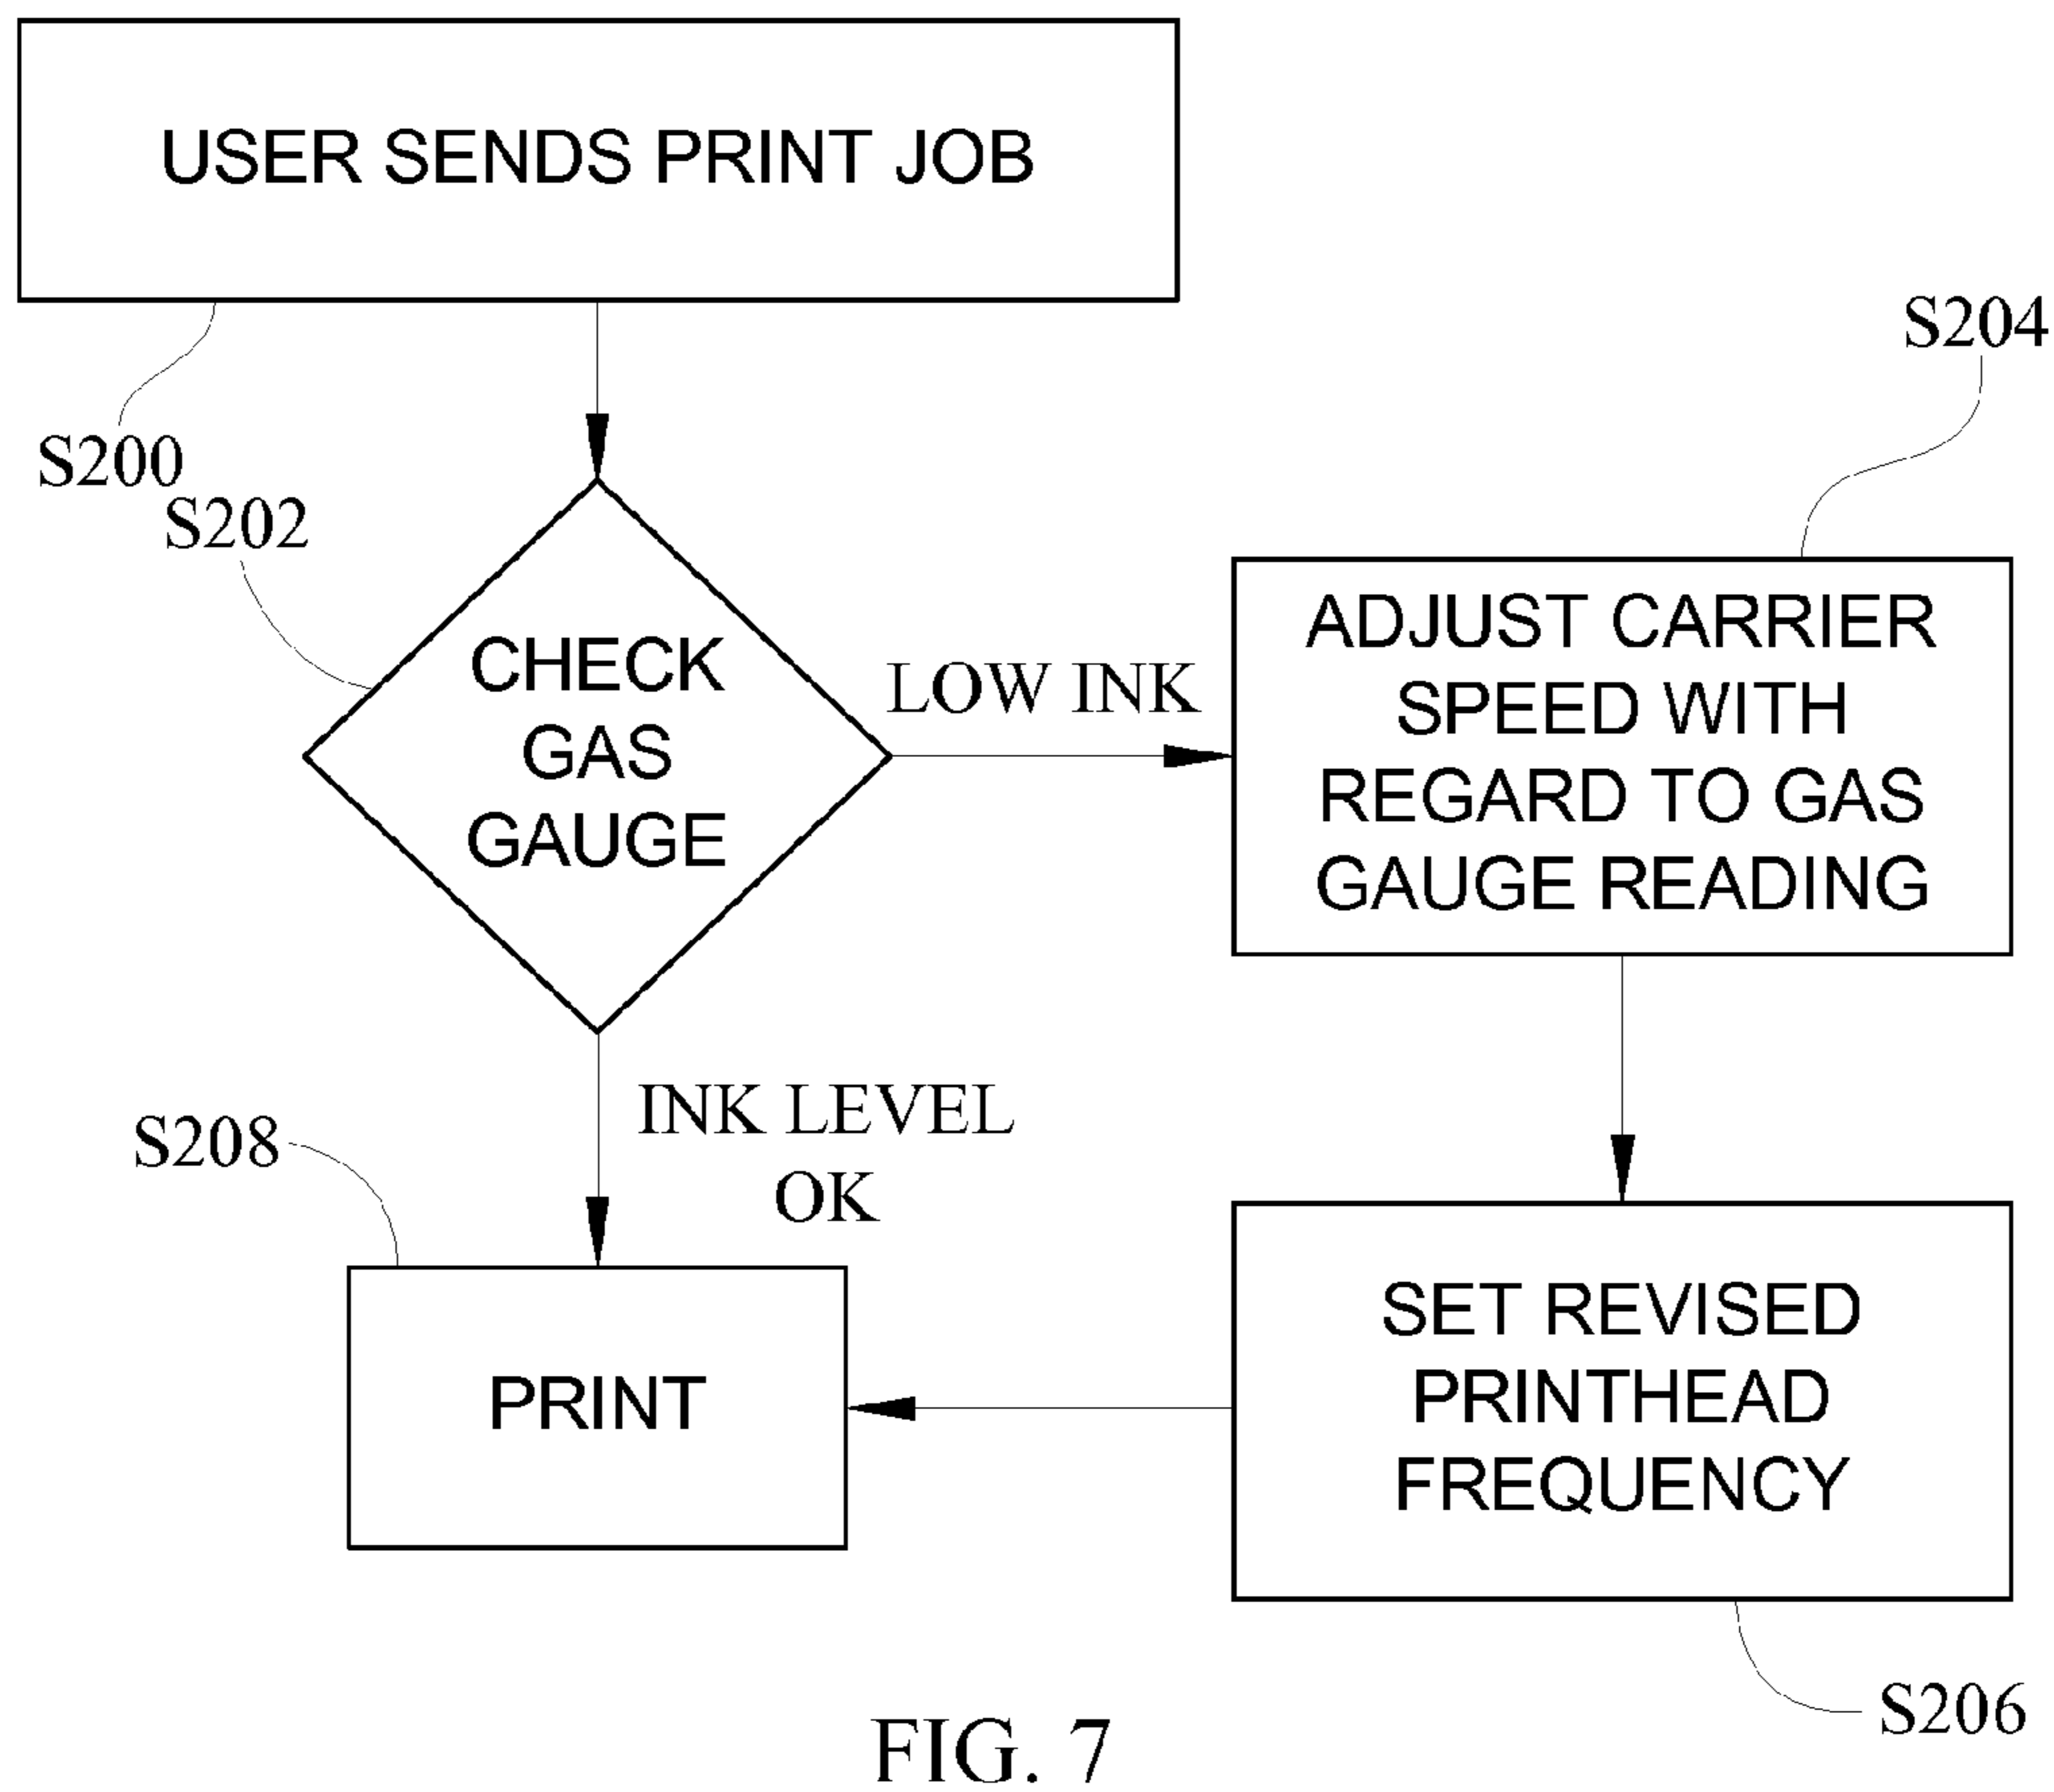 USER SENDS PRINT JOB
S200
S202
CHECK
GAS
GAUGE
LOW INK
S204
ADJUST CARRIER
SPEED WITH
REGARD TO GAS
GAUGE READING
INK LEVEL
OK
S208
PRINT
SET REVISED
PRINTHEAD
FREQUENCY
S206
FIG. 7